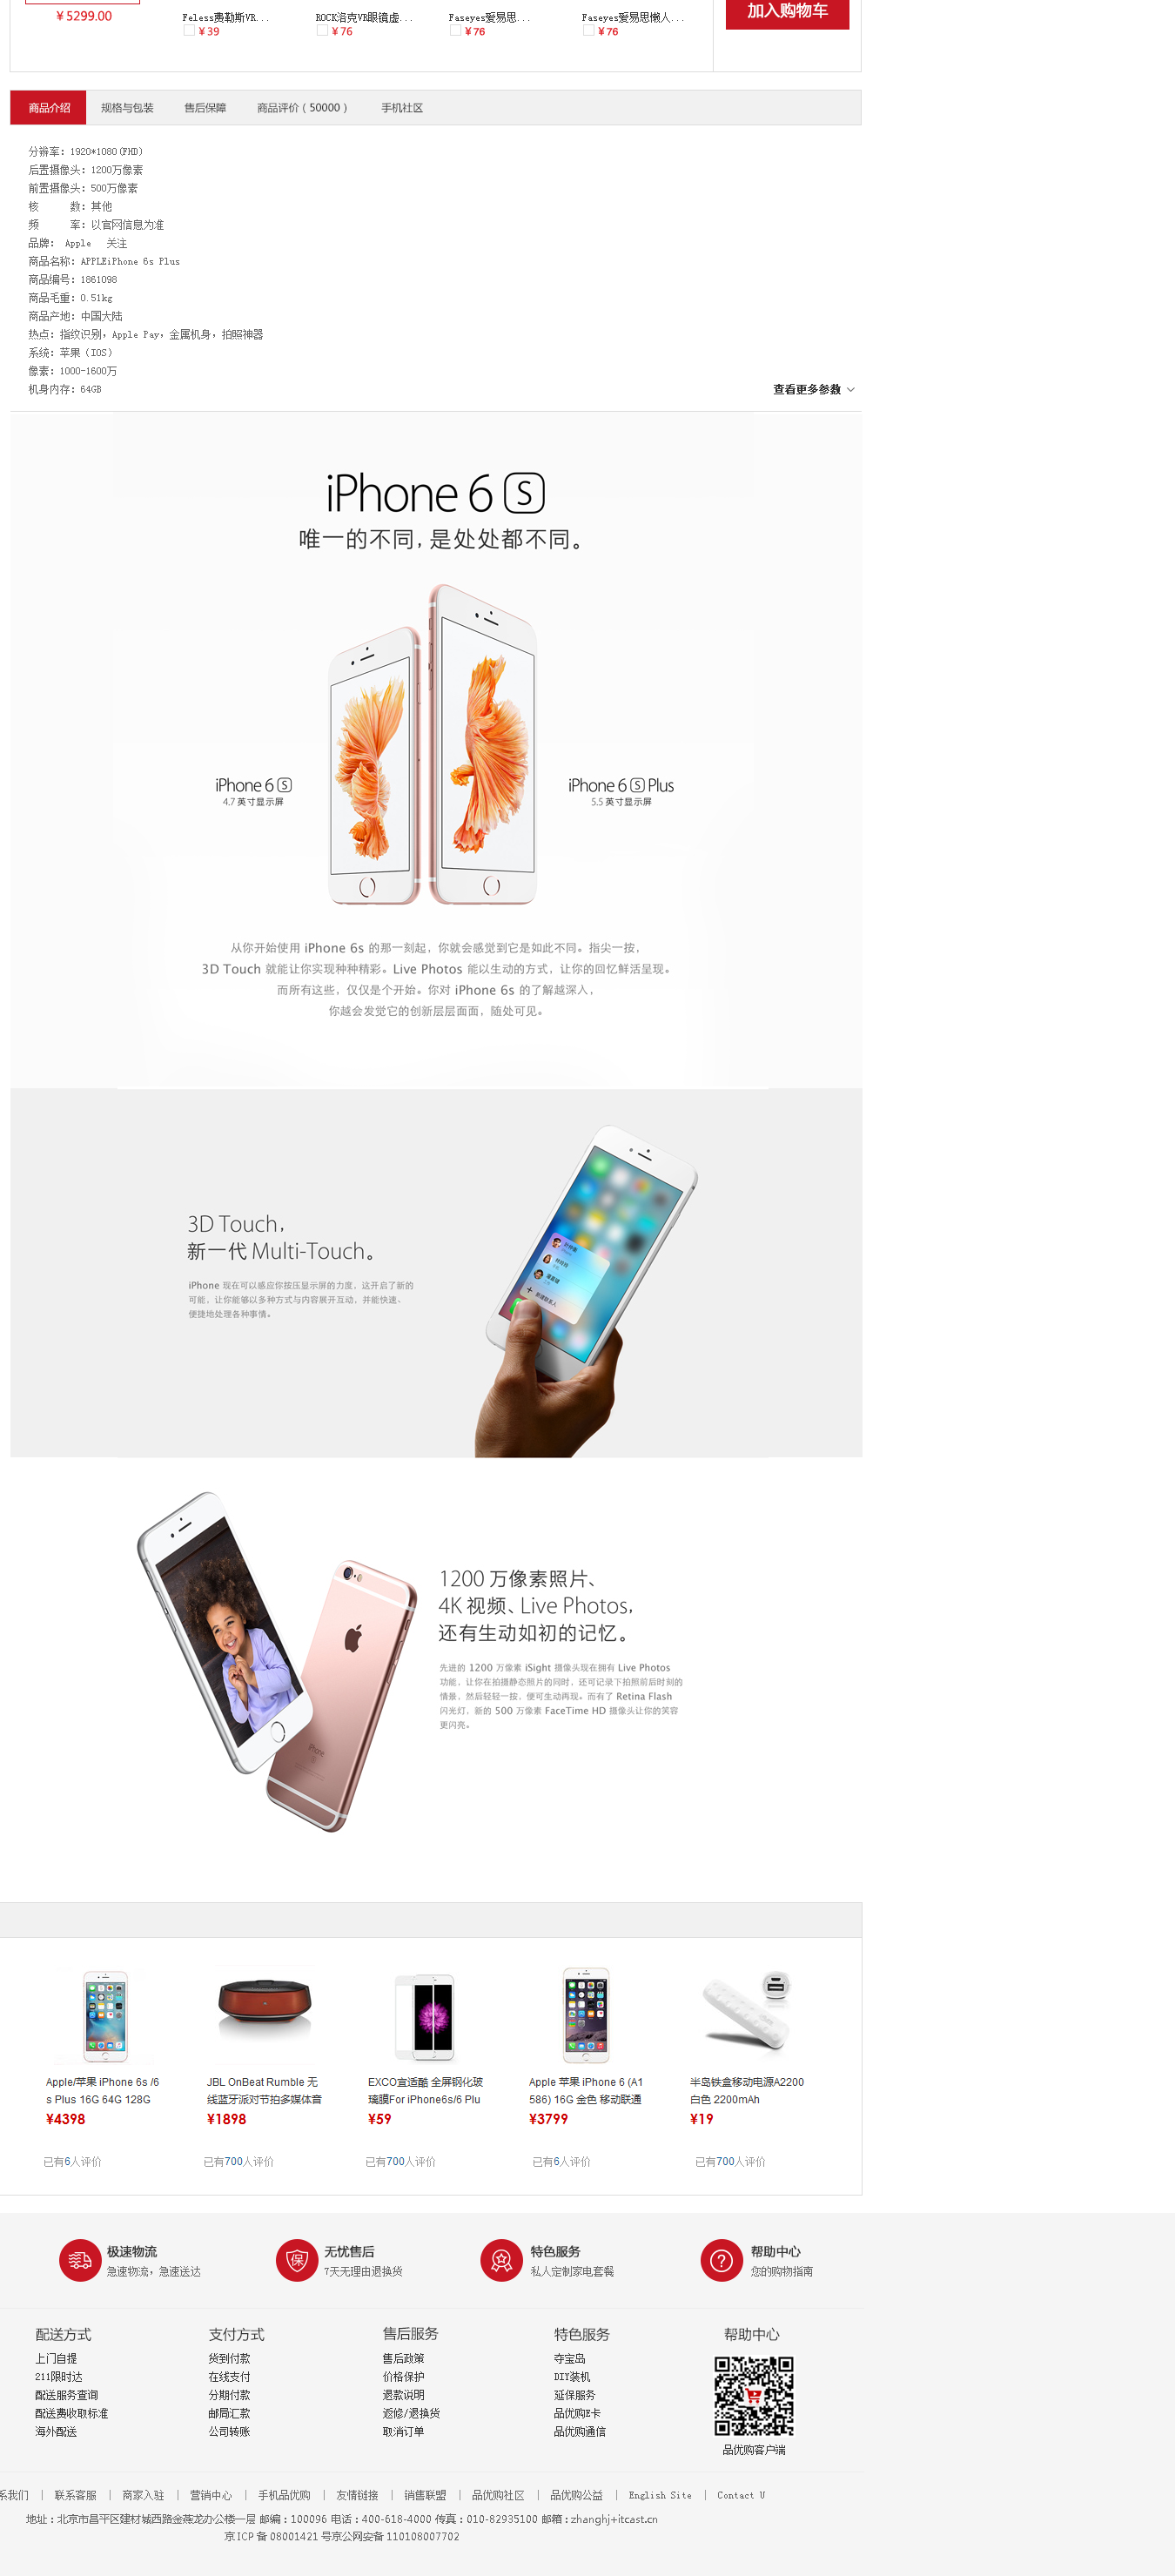 ¥5299.00
Feless费勒斯VR...
ROCK洛克VR眼镜虚...
Faseyes爱易思...
Faseyes爱易思懒人...
加入购物车
¥39
¥76
¥76
¥76
商品介绍 规格与包装 售后保障 商品评价（50000） 手机社区
分辨率：1920*1080(FHD)
后置摄像头：1200万像素
前置摄像头：500万像素
核 数：其他
频 率：以官网信息为准
品牌： Apple 关注
商品名称：APPLEiPhone 6s Plus
商品编号：1861098
商品毛重：0.51kg
商品产地：中国大陆
热点：指纹识别，Apple Pay，金属机身，拍照神器
系统：苹果（IOS）
像素：1000-1600万
机身内存：64GB
查看更多参数
iPhone 6 S
唯一的不同，是处处都不同。
iPhone 6 S
4.7 英寸显示屏
iPhone 6 S Plus
5.5 英寸显示屏
从你开始使用 iPhone 6s 的那一刻起，你就会感觉到它是如此不同。指尖一按，
3D Touch 就能让你实现种种精彩。Live Photos 能以生动的方式，让你的回忆鲜活呈现。
而所有这些，仅仅是个开始。你对 iPhone 6s 的了解越深入，
你越会发觉它的创新层层面面，随处可见。
3D Touch，
新一代 Multi-Touch。
iPhone 现在可以感应你按压显示屏的力度，这开启了新的
可能，让你能够以多种方式与内容展开互动，并能快速、
便捷地处理各种事情。
1200 万像素照片、
4K 视频、Live Photos，
还有生动如初的记忆。
先进的 1200 万像素 iSight 摄像头现在拥有 Live Photos
功能，让你在拍摄静态照片的同时，还可记录下拍照前后时刻的
情景，然后轻轻一按，便可生动再现。而有了 Retina Flash
闪光灯，新的 500 万像素 FaceTime HD 摄像头让你的笑容
更闪亮。
iPhone
Apple/苹果 iPhone 6s /6
s Plus 16G 64G 128G
¥4398
已有6人评价
JBL OnBeat Rumble 无
线蓝牙派对节拍多媒体音
¥1898
已有700人评价
EXCO宜适酷 全屏钢化玻
璃膜For iPhone6s/6 Plu
¥59
已有700人评价
Apple 苹果 iPhone 6 (A1
586) 16G 金色 移动联通
¥3799
已有6人评价
半岛铁盒移动电源A2200
白色 2200mAh
¥19
已有700人评价
极速物流
急速物流，急速送达
保
无忧售后
7天无理由退换货
特色服务
私人定制家电套餐
帮助中心
您的购物指南
配送方式
上门自提
211限时达
配送服务查询
配送费收取标准
海外配送
支付方式
货到付款
在线支付
分期付款
邮局汇款
公司转账
售后服务
售后政策
价格保护
退款说明
返修/退换货
取消订单
特色服务
夺宝岛
DIY装机
延保服务
品优购E卡
品优购通信
帮助中心
品优购客户端
系我们 | 联系客服 | 商家入驻 | 营销中心 | 手机品优购 | 友情链接 | 销售联盟 | 品优购社区 | 品优购公益 | English Site | Contact U
地址：北京市昌平区建材城西路金燕龙办公楼一层 邮编：100096 电话：400-618-4000 传真：010-82935100 邮箱：zhanghj+itcast.cn
京 ICP 备 08001421 号京公网安备 110108007702